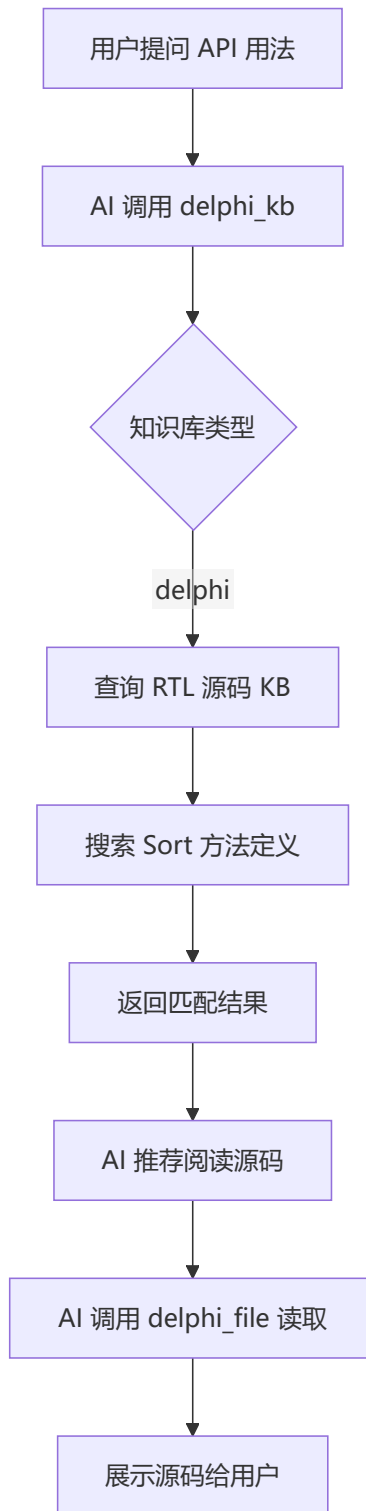 用户提问 API 用法
AI 调用 delphi_kb
知识库类型
delphi
查询 RTL 源码 KB
搜索 Sort 方法定义
返回匹配结果
AI 推荐阅读源码
AI 调用 delphi_file 读取
展示源码给用户